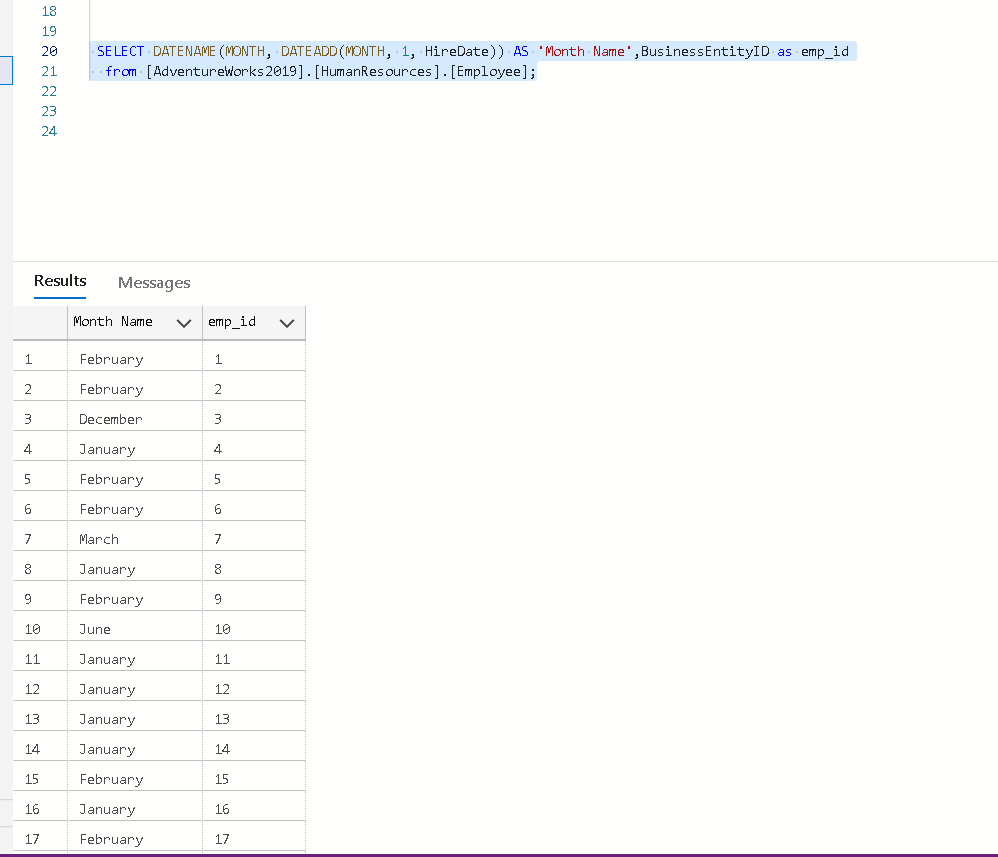 18
19
20 SELECT DATENAME(MONTH, DATEADD(MONTH, 1, HireDate)) AS 'Month Name',BusinessEntityID as emp_id
21 from [AdventureWorks2019].[HumanResources].[Employee];
22
23
24
Results Messages
Month Name emp_id
1 February 1
2 February 2
3 December 3
4 January 4
5 February 5
6 February 6
7 March 7
8 January 8
9 February 9
10 June 10
11 January 11
12 January 12
13 January 13
14 January 14
15 February 15
16 January 16
17 February 17